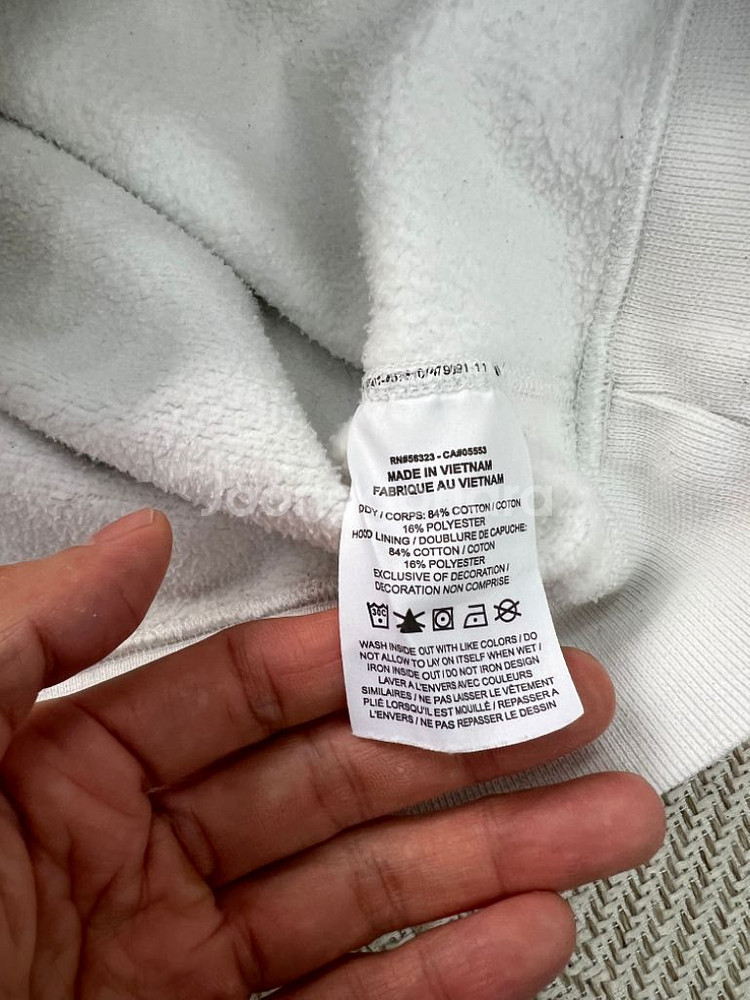 RN#56323 - CA#05553
MADE IN VIETNAM
FABRIQUE AU VIETNAM
DDY / CORPS: 84% COTTON / COTON
16% POLYESTER
HOOD LINING / DOUBLURE DE CAPUCHE:
84% COTTON / COTON
16% POLYESTER
EXCLUSIVE OF DECORATION /
DECORATION NON COMPRISE
30C
WASH INSIDE OUT WITH LIKE COLORS / DO
NOT ALLOW TO LAY ON ITSELF WHEN WET /
IRON INSIDE OUT / DO NOT IRON DESIGN
LAVER A L'ENVERS AVEC COULEURS
SIMILAIRES / NE PAS LAISSER LE VÊTEMENT
PLIÉ LORSQU'IL EST MOUILLÉ / REPASSER A
L'ENVERS / NE PAS REPASSER LE DESSIN